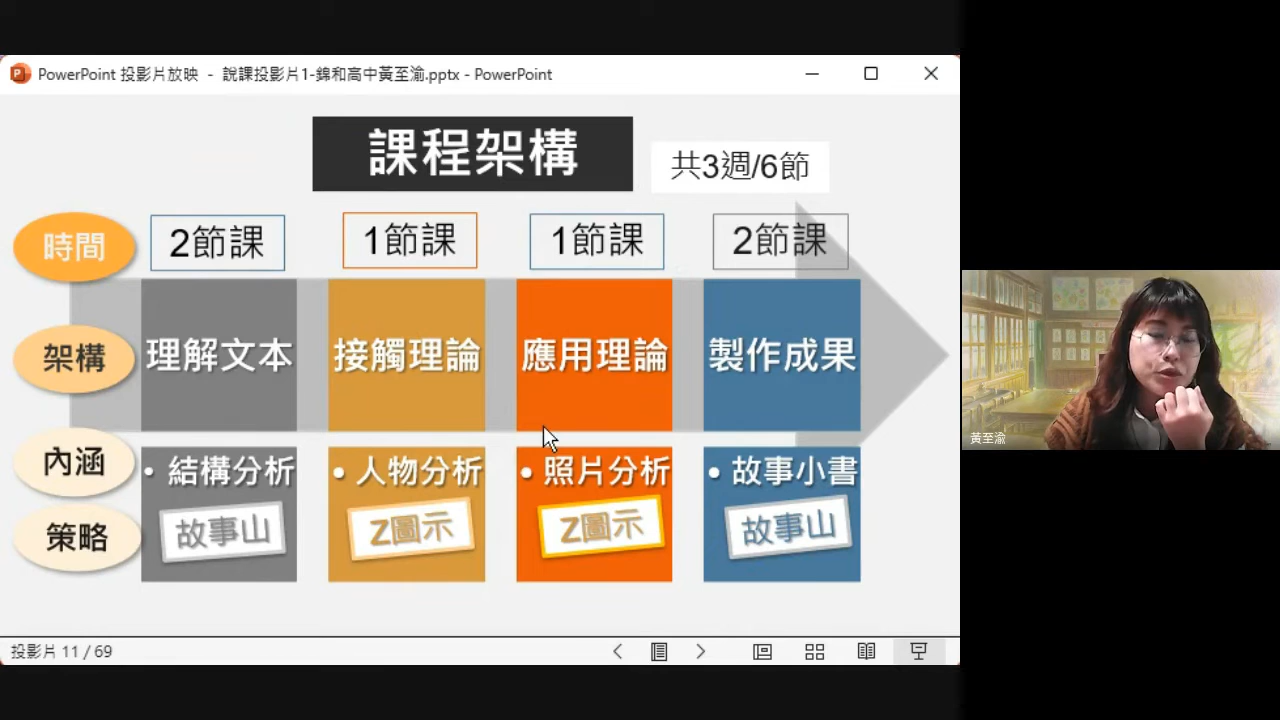 PowerPoint 投影片放映 - 說課投影片1-錦和高中黃至渝.pptx - PowerPoint
課程架構
共3週/6節
時間
2節課
1節課
1節課
2節課
架構
理解文本
接觸理論
應用理論
製作成果
內涵
• 結構分析
• 人物分析
• 照片分析
• 故事小書
策略
故事山
Z圖示
Z圖示
故事山
黃至渝
投影片 11 / 69